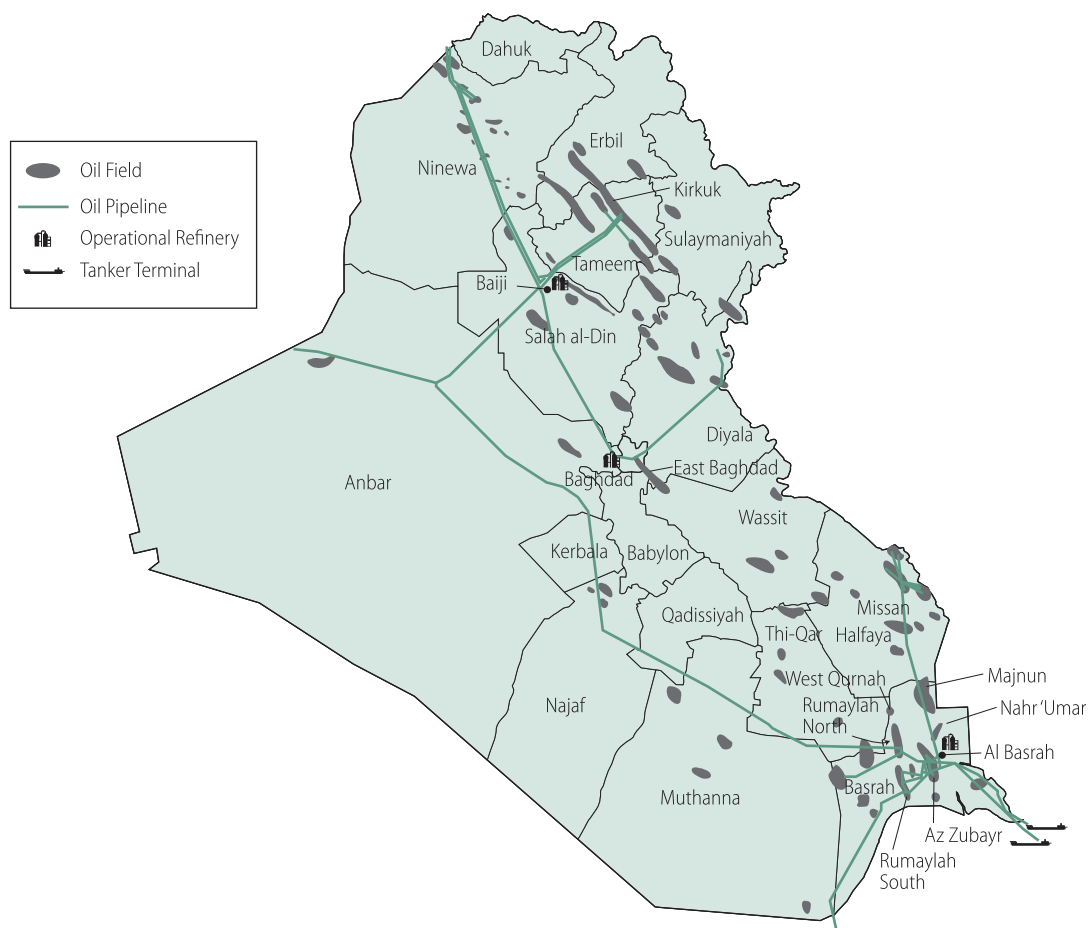 Dahuk
Oil Field
Oil Pipeline
Operational Refinery
Tanker Terminal
Erbil
Ninewa
Kirkuk
Sulaymaniyah
Tameem
Baiji
Salah al-Din
Diyala
East Baghdad
Baghdad
Anbar
Wassit
Kerbala
Babylon
Qadissiyah
Missan
Thi-Qar
Halfaya
West Qurnah
Majnun
Rumaylah
North
Nahr 'Umar
Najaf
Al Basrah
Basrah
Muthanna
Az Zubayr
Rumaylah
South